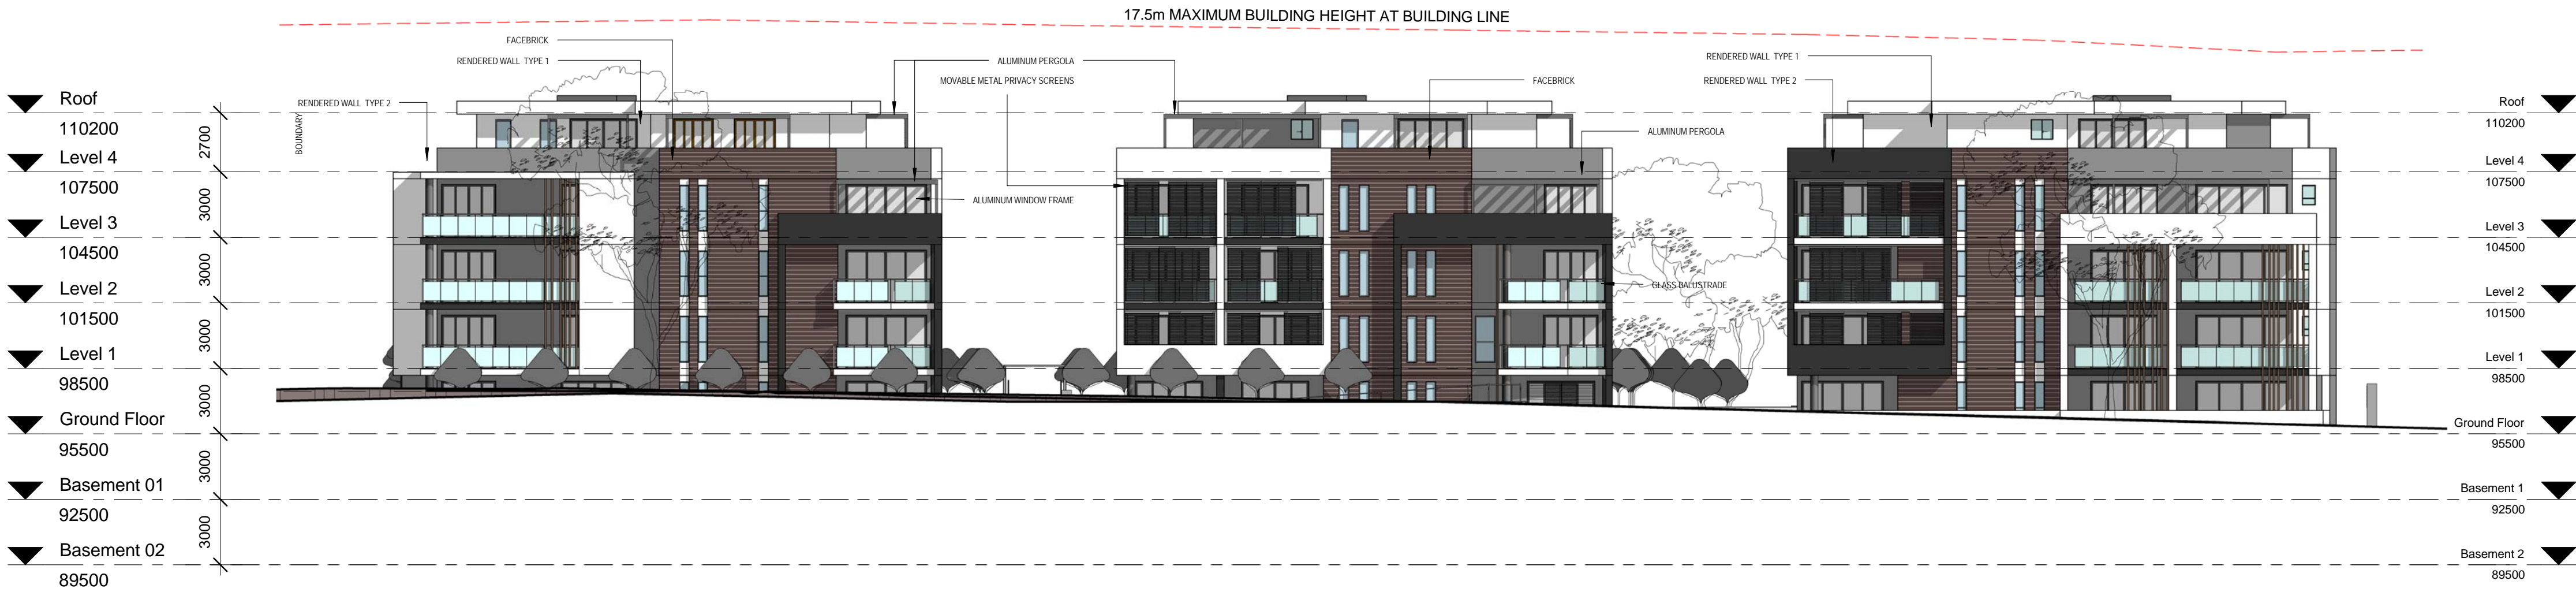 17.5m MAXIMUM BUILDING HEIGHT AT BUILDING LINE
FACEBRICK
RENDERED WALL TYPE 1
RENDERED WALL TYPE 2
BOUNDARY
ALUMINUM PERGOLA
MOVABLE METAL PRIVACY SCREENS
ALUMINUM WINDOW FRAME
FACEBRICK
ALUMINUM PERGOLA
GLASS BALUSTRADE
RENDERED WALL TYPE 1
RENDERED WALL TYPE 2
Roof
110200
2700
Level 4
107500
3000
Level 3
104500
3000
Level 2
101500
3000
Level 1
98500
3000
Ground Floor
95500
3000
Basement 01
92500
3000
Basement 02
89500
Roof
110200
Level 4
107500
Level 3
104500
Level 2
101500
Level 1
98500
Ground Floor
95500
Basement 1
92500
Basement 2
89500